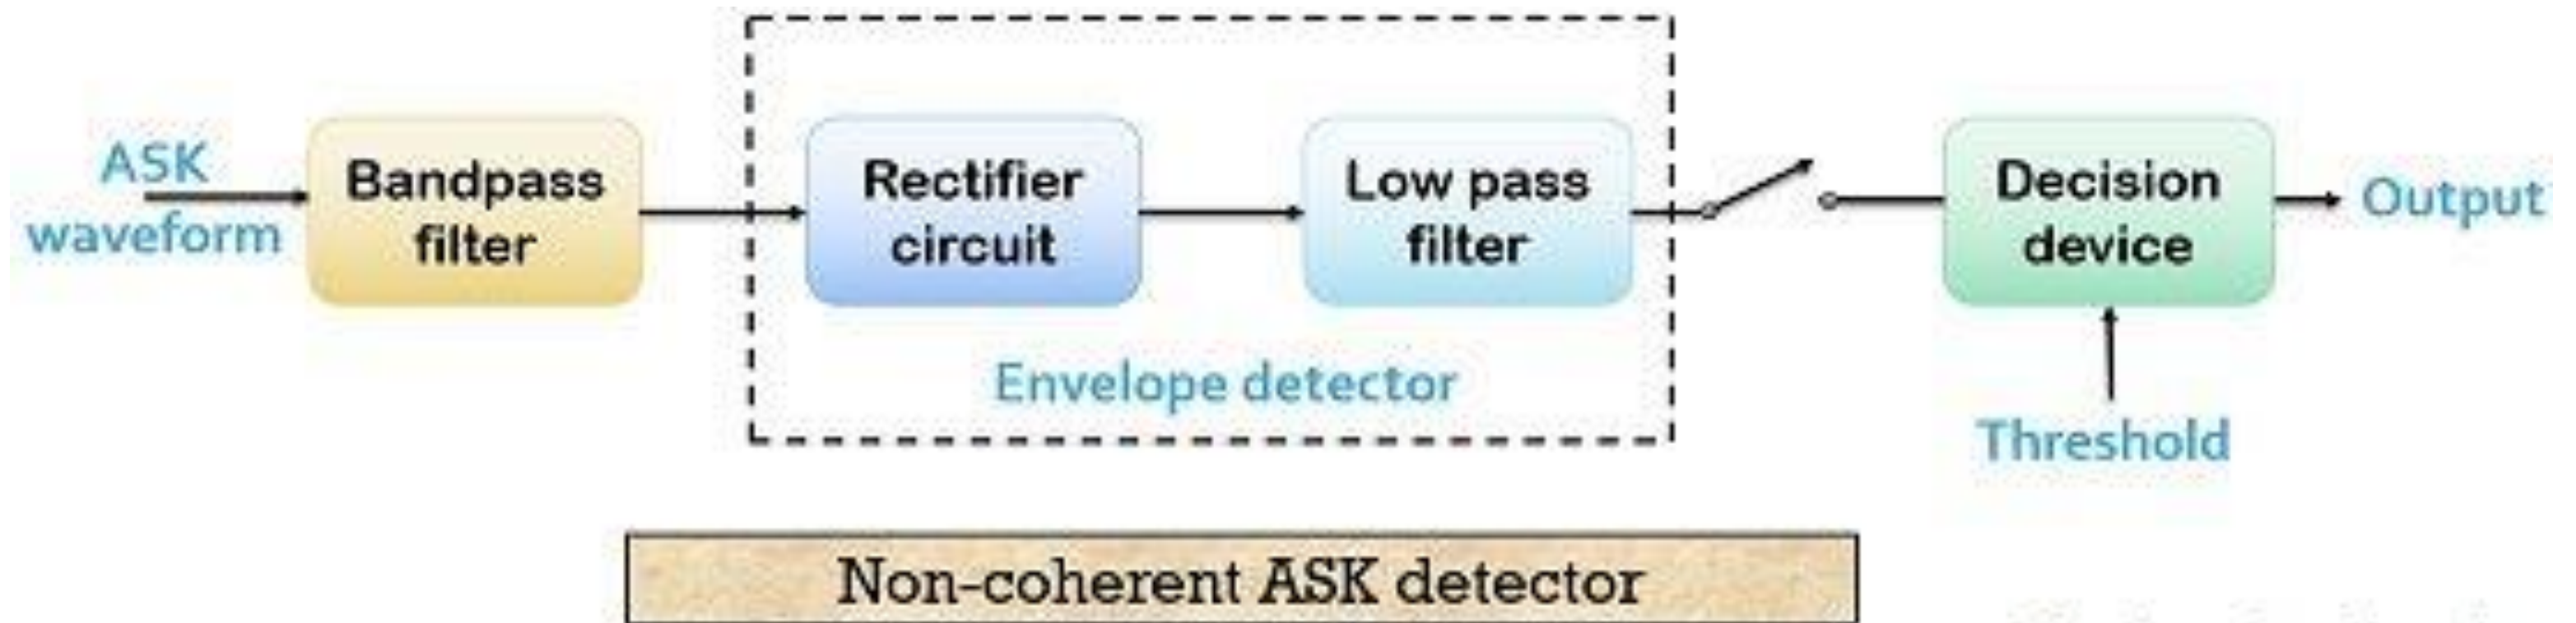 ASK
waveform
Bandpass
filter
Rectifier
circuit
Low pass
filter
Envelope detector
Decision
device
Output
Threshold
Non-coherent ASK detector